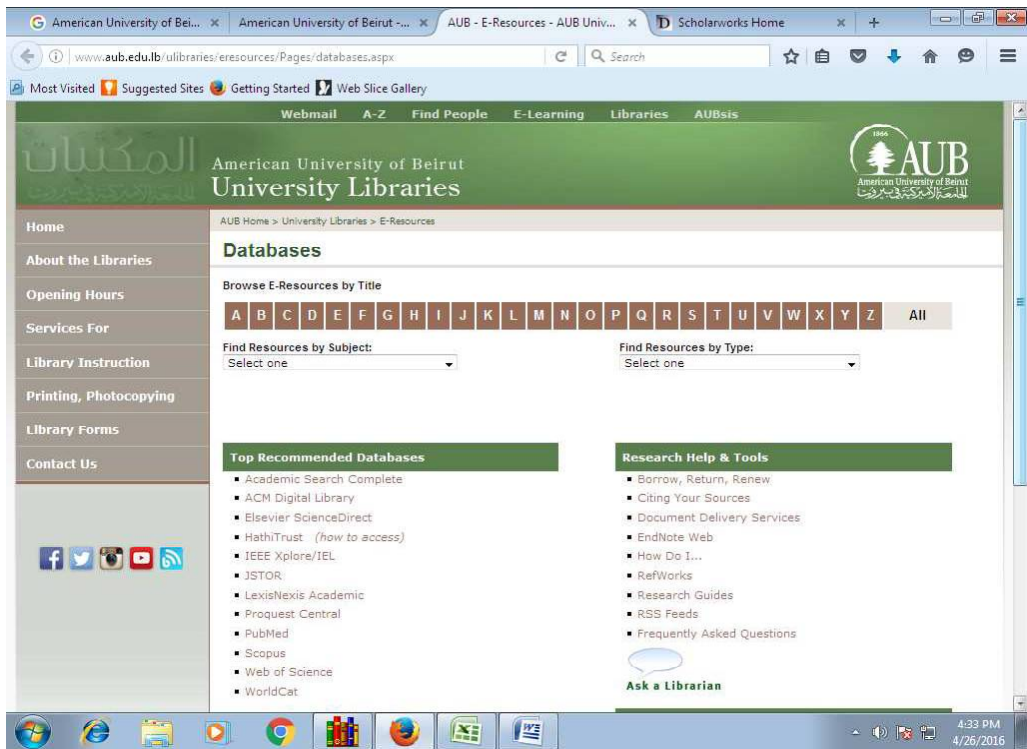 American University of Bei...
American University of Beirut -...
AUB - E-Resources - AUB Univ...
Scholarworks Home
www.aub.edu.lb/ulibraries/eresources/Pages/databases.aspx
Search
Most Visited
Suggested Sites
Getting Started
Web Slice Gallery
Webmail A-Z Find People E-Learning Libraries AUBsis
المكتبات
American University of Beirut
University Libraries
1866
AUB
American University of Beirut
الجامعة الأميركية في بيروت
Home
About the Libraries
Opening Hours
Services For
Library Instruction
Printing, Photocopying
LIbrary Forms
Contact Us
AUB Home > University Libraries > E-Resources
Databases
Browse E-Resources by Title
A B C D E F G H I J K L M N O P Q R S T U V W X Y Z All
Find Resources by Subject:
Select one
Find Resources by Type:
Select one
Top Recommended Databases
Academic Search Complete
ACM Digital Library
Elsevier ScienceDirect
HathiTrust (how to access)
IEEE Xplore/IEL
JSTOR
LexisNexis Academic
Proquest Central
PubMed
Scopus
Web of Science
WorldCat
Research Help & Tools
Borrow, Return, Renew
Citing Your Sources
Document Delivery Services
EndNote Web
How Do I...
RefWorks
Research Guides
RSS Feeds
Frequently Asked Questions
Ask a Librarian
4:33 PM
4/26/2016